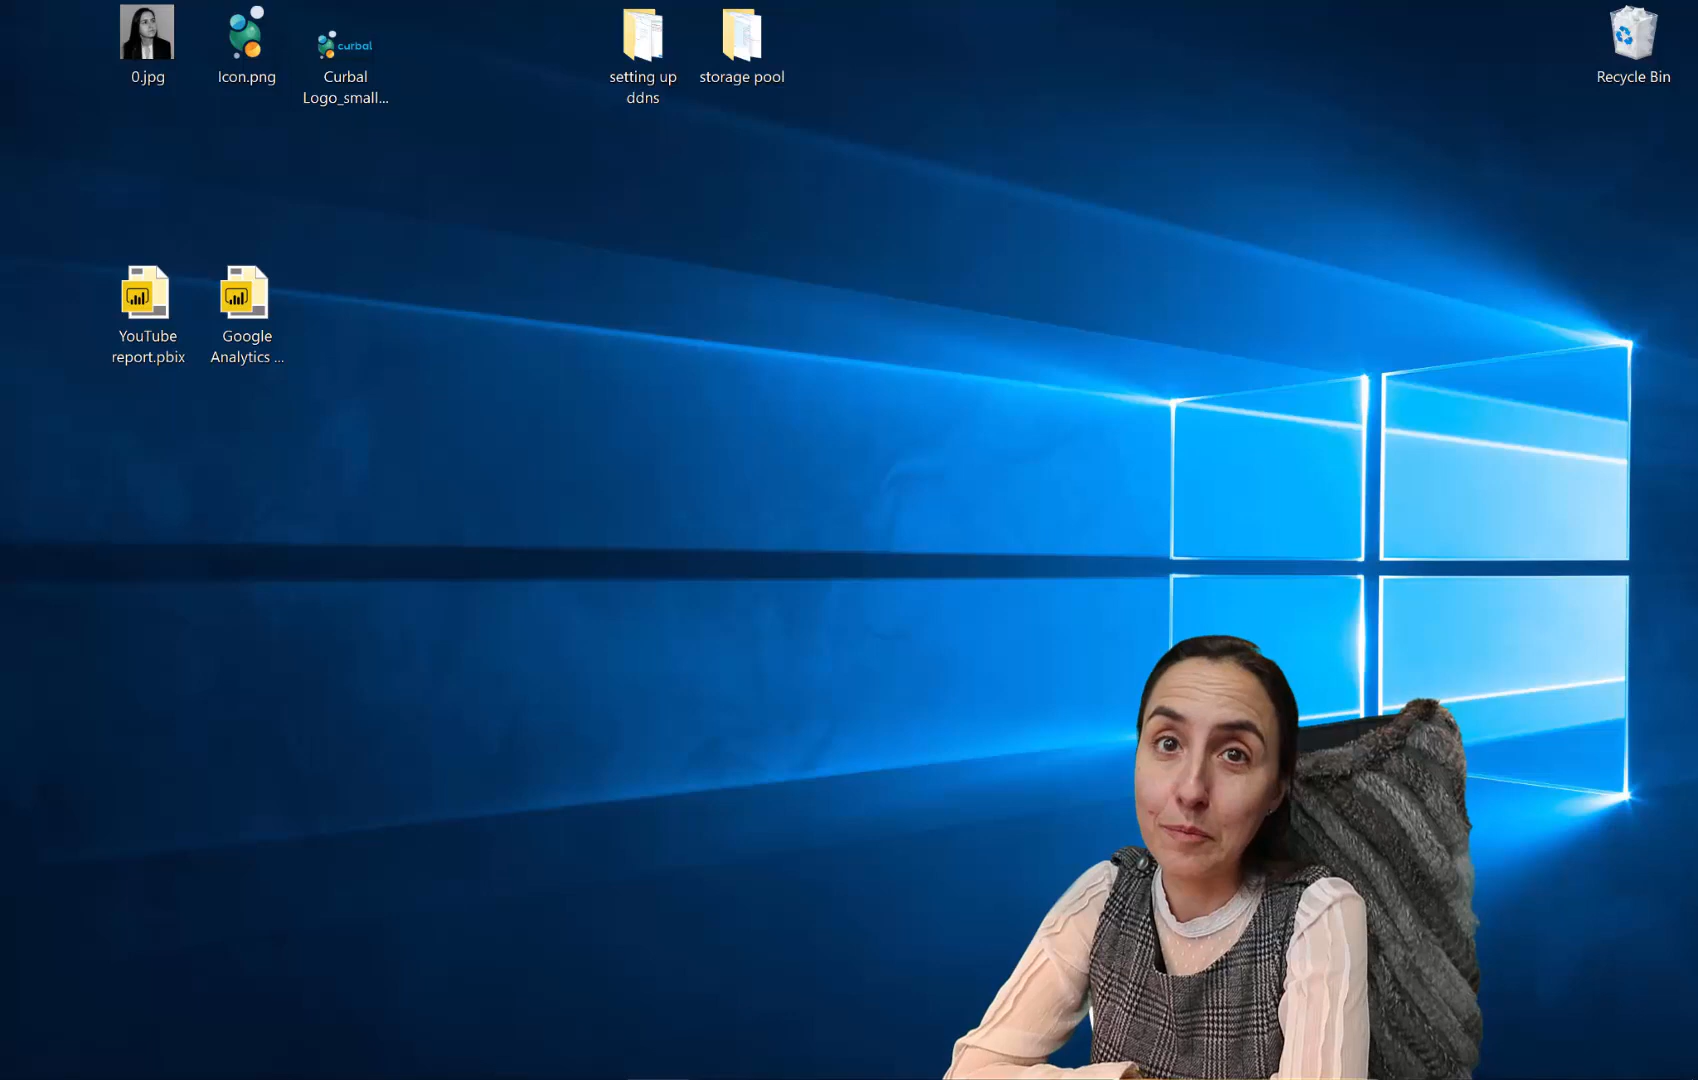 0.jpg
Icon.png
curbal
Curbal
Logo_small...
setting up
ddns
storage pool
Recycle Bin
YouTube
report.pbix
Google
Analytics ...